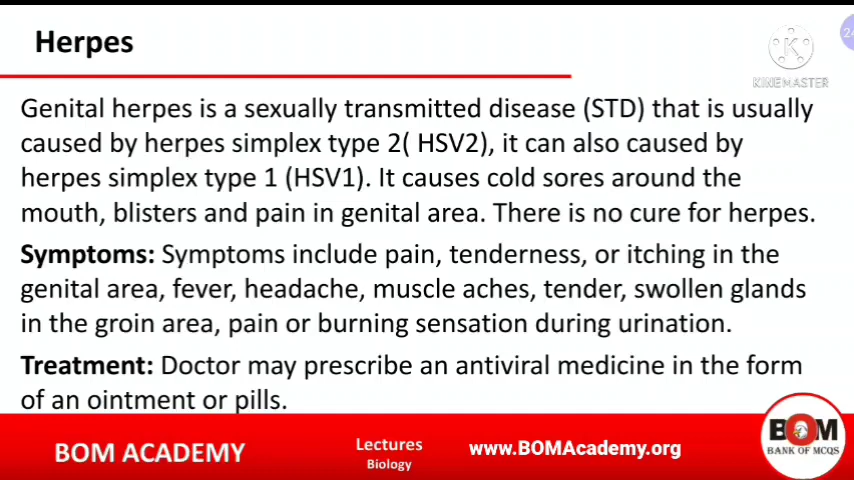 Herpes
24
K
KINEMASTER
Genital herpes is a sexually transmitted disease (STD) that is usually
caused by herpes simplex type 2( HSV2), it can also caused by
herpes simplex type 1 (HSV1). It causes cold sores around the
mouth, blisters and pain in genital area. There is no cure for herpes.
Symptoms: Symptoms include pain, tenderness, or itching in the
genital area, fever, headache, muscle aches, tender, swollen glands
in the groin area, pain or burning sensation during urination.
Treatment: Doctor may prescribe an antiviral medicine in the form
of an ointment or pills.
BOM ACADEMY
Lectures
Biology
www.BOMAcademy.org
BOM
BANK OF MCQS